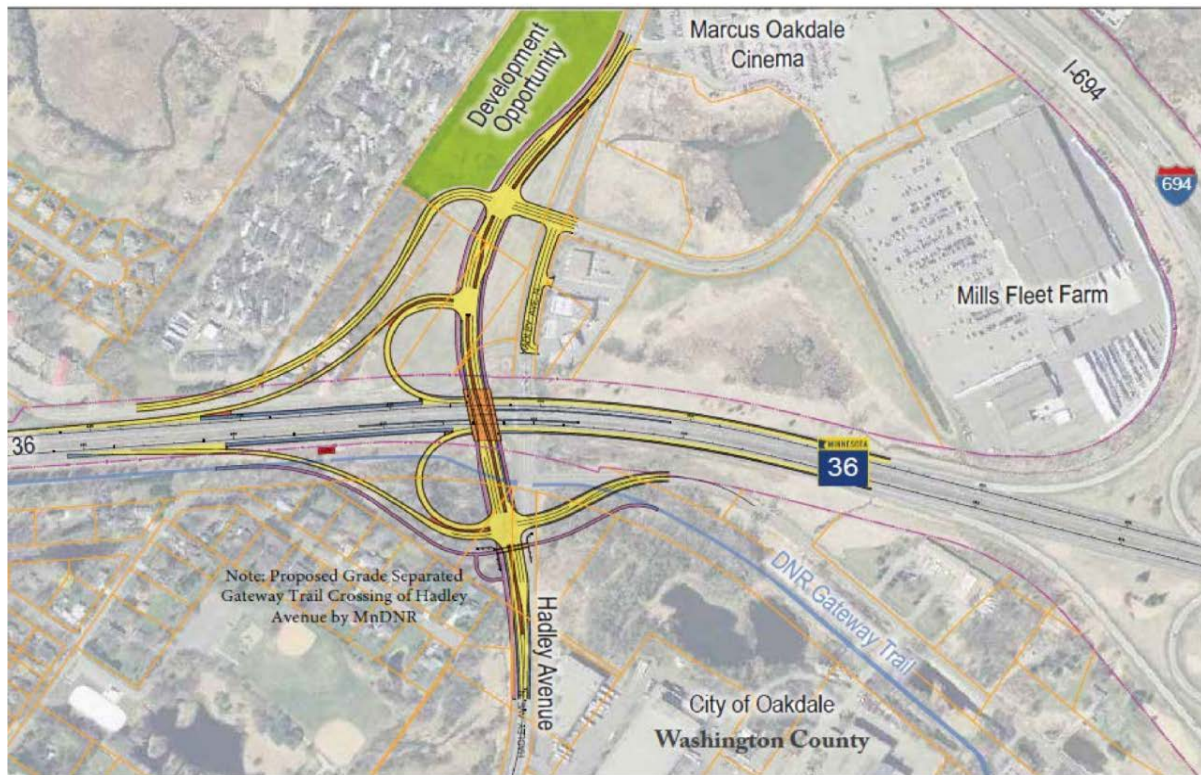 Marcus Oakdale
Cinema
I-694
694
Development
Opportunity
Mills Fleet Farm
36
MINNESOTA
36
Note: Proposed Grade Separated
Gateway Trail Crossing of Hadley
Avenue by MnDNR
Hadley Avenue
DNR Gateway Trail
City of Oakdale
Washington County
HADLEY